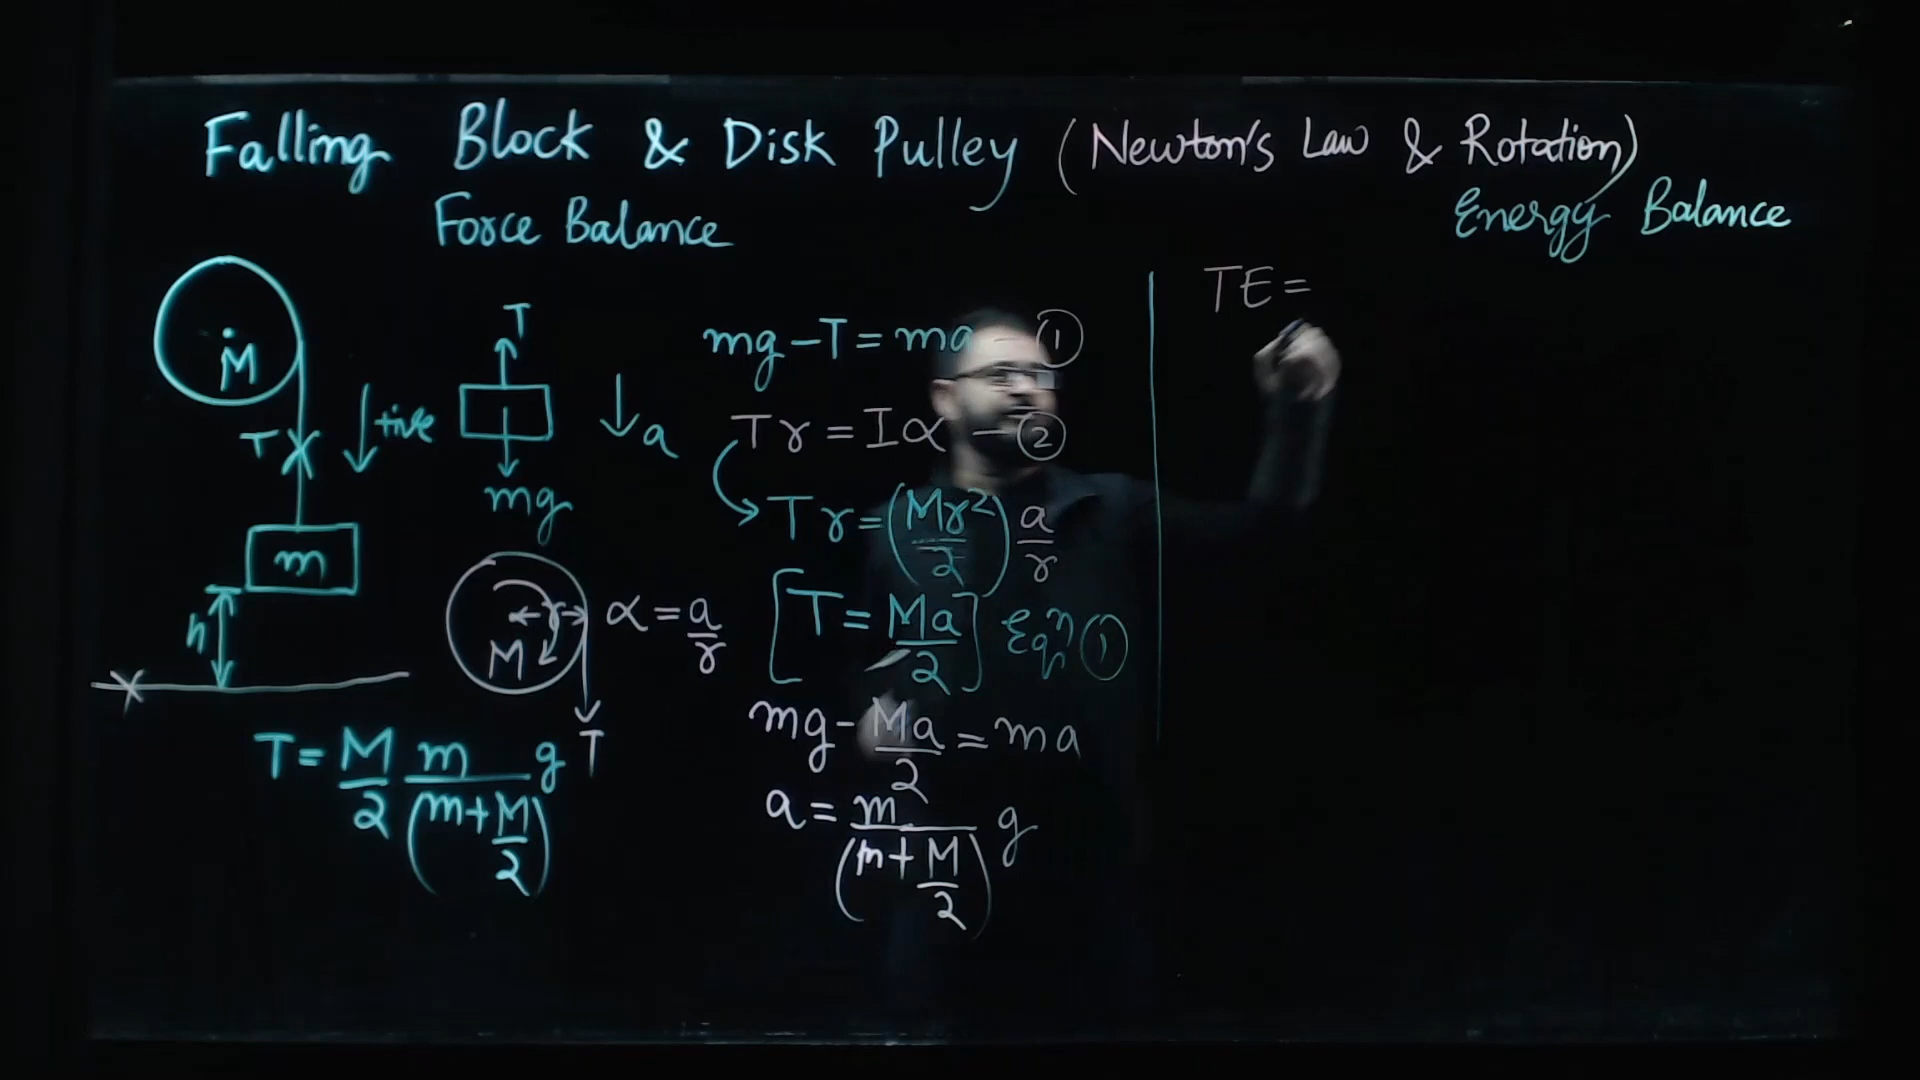 Falling Block & Disk Pulley (Newton's Law & Rotation)
Force Balance
Energy Balance
M
T
+ive
m
h
T
mg
↓a
M
r
T
α = a/r
T = M/2 m/(m+M/2) g
mg - T = ma - ①
Tr = Iα - ②
Tr = (Mr²/2) a/r
[T = Ma/2] Eqⁿ ①
mg - Ma/2 = ma
a = m/(m+M/2) g
TE =